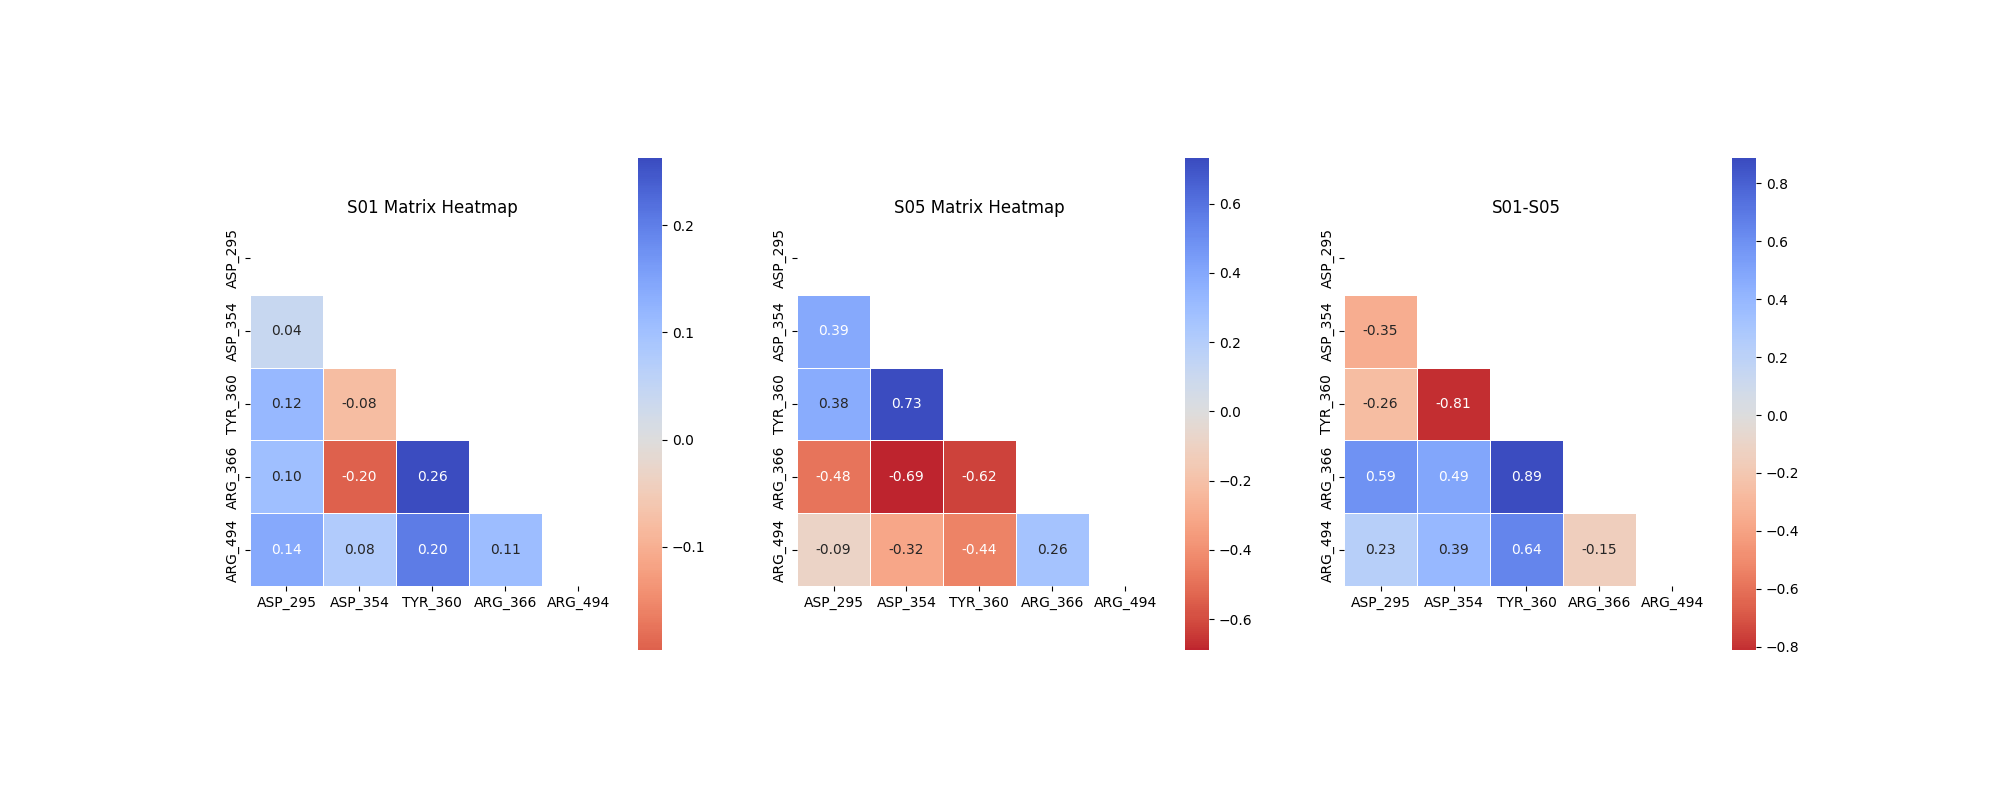 S01 Matrix Heatmap
ASP_295
ASP_354 0.04
TYR_360 0.12 -0.08
ARG_366 0.10 -0.20 0.26
ARG_494 0.14 0.08 0.20 0.11
ASP_295 ASP_354 TYR_360 ARG_366 ARG_494
0.2
0.1
0.0
−0.1
S05 Matrix Heatmap
ASP_295
ASP_354 0.39
TYR_360 0.38 0.73
ARG_366 -0.48 -0.69 -0.62
ARG_494 -0.09 -0.32 -0.44 0.26
ASP_295 ASP_354 TYR_360 ARG_366 ARG_494
0.6
0.4
0.2
0.0
−0.2
−0.4
−0.6
S01-S05
ASP_295
ASP_354 -0.35
TYR_360 -0.26 -0.81
ARG_366 0.59 0.49 0.89
ARG_494 0.23 0.39 0.64 -0.15
ASP_295 ASP_354 TYR_360 ARG_366 ARG_494
0.8
0.6
0.4
0.2
0.0
−0.2
−0.4
−0.6
−0.8